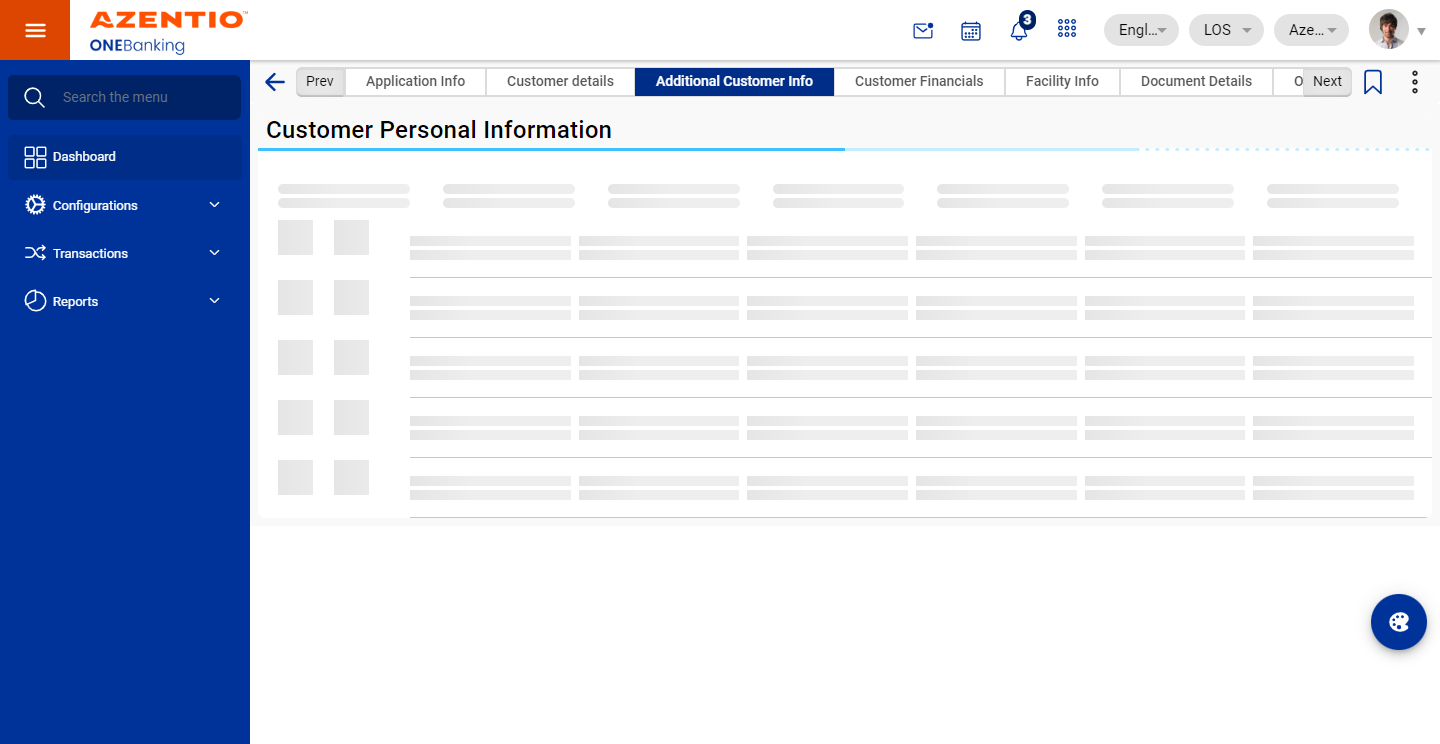 AZENTIO™
ONEBanking
3
Engl...
LOS
Aze...
Search the menu
Dashboard
Configurations
Transactions
Reports
Prev
Application Info
Customer details
Additional Customer Info
Customer Financials
Facility Info
Document Details
O
Next
Customer Personal Information